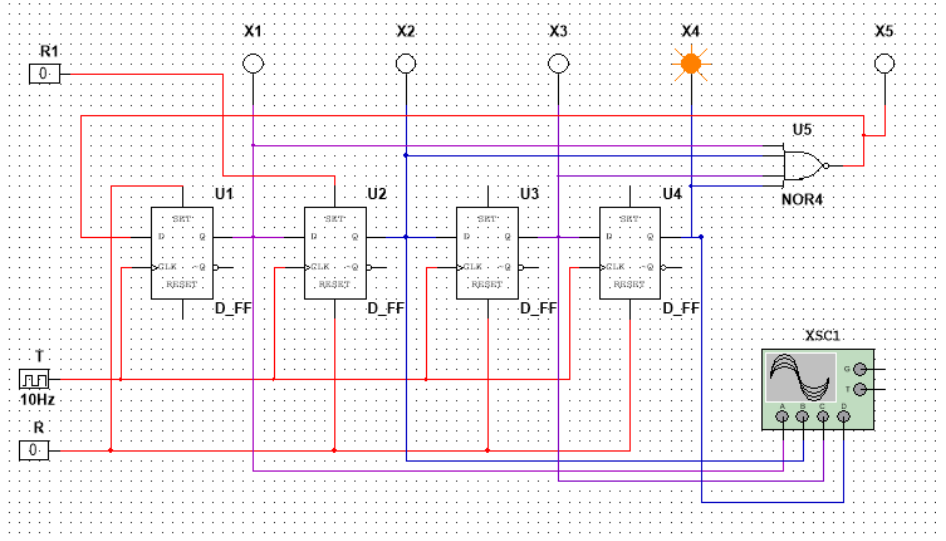 X1 X2 X3 X4 X5
R1
0
U5
NOR4
U1 U2 U3 U4
SET SET SET SET
D Q D Q D Q D Q
CLK ~Q CLK ~Q CLK ~Q CLK ~Q
RESET RESET RESET RESET
D_FF D_FF D_FF D_FF
XSC1
T
10Hz
G
T
A B C D
R
0